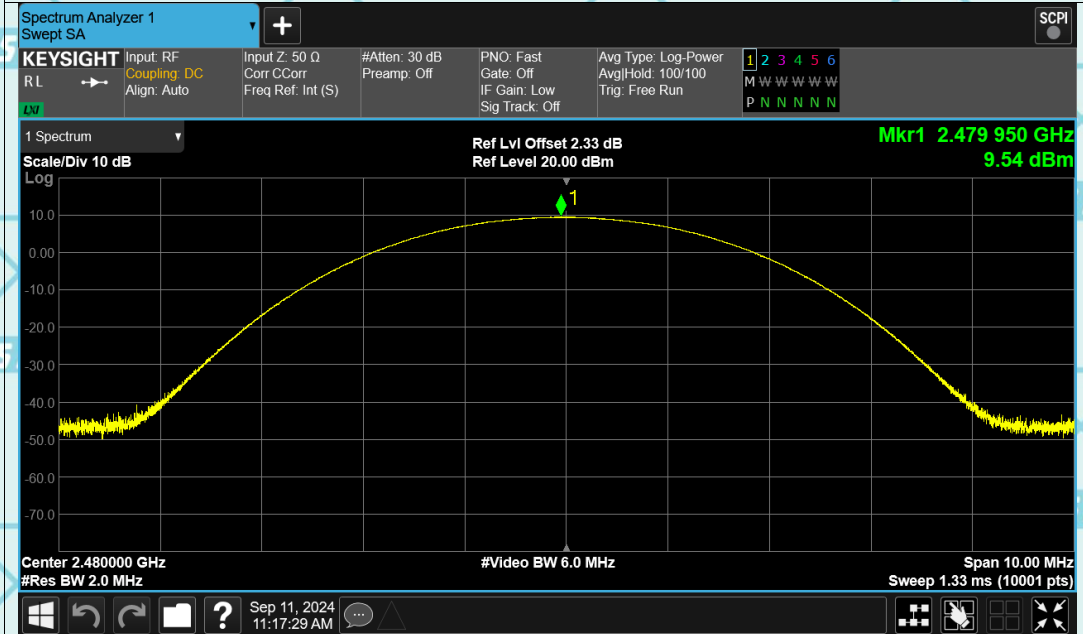 Spectrum Analyzer 1
Swept SA
+
SCPI
KEYSIGHT
R L
LXI
Input: RF
Coupling: DC
Align: Auto
Input Z: 50 Ω
Corr CCorr
Freq Ref: Int (S)
#Atten: 30 dB
Preamp: Off
PNO: Fast
Gate: Off
IF Gain: Low
Sig Track: Off
Avg Type: Log-Power
Avg|Hold: 100/100
Trig: Free Run
1 2 3 4 5 6
M W W W W W W
P N N N N N
1 Spectrum
Scale/Div 10 dB
Log
Ref Lvl Offset 2.33 dB
Ref Level 20.00 dBm
Mkr1 2.479 950 GHz
9.54 dBm
1
10.0
0.00
-10.0
-20.0
-30.0
-40.0
-50.0
-60.0
-70.0
Center 2.480000 GHz
#Res BW 2.0 MHz
#Video BW 6.0 MHz
Span 10.00 MHz
Sweep 1.33 ms (10001 pts)
?
Sep 11, 2024
11:17:29 AM